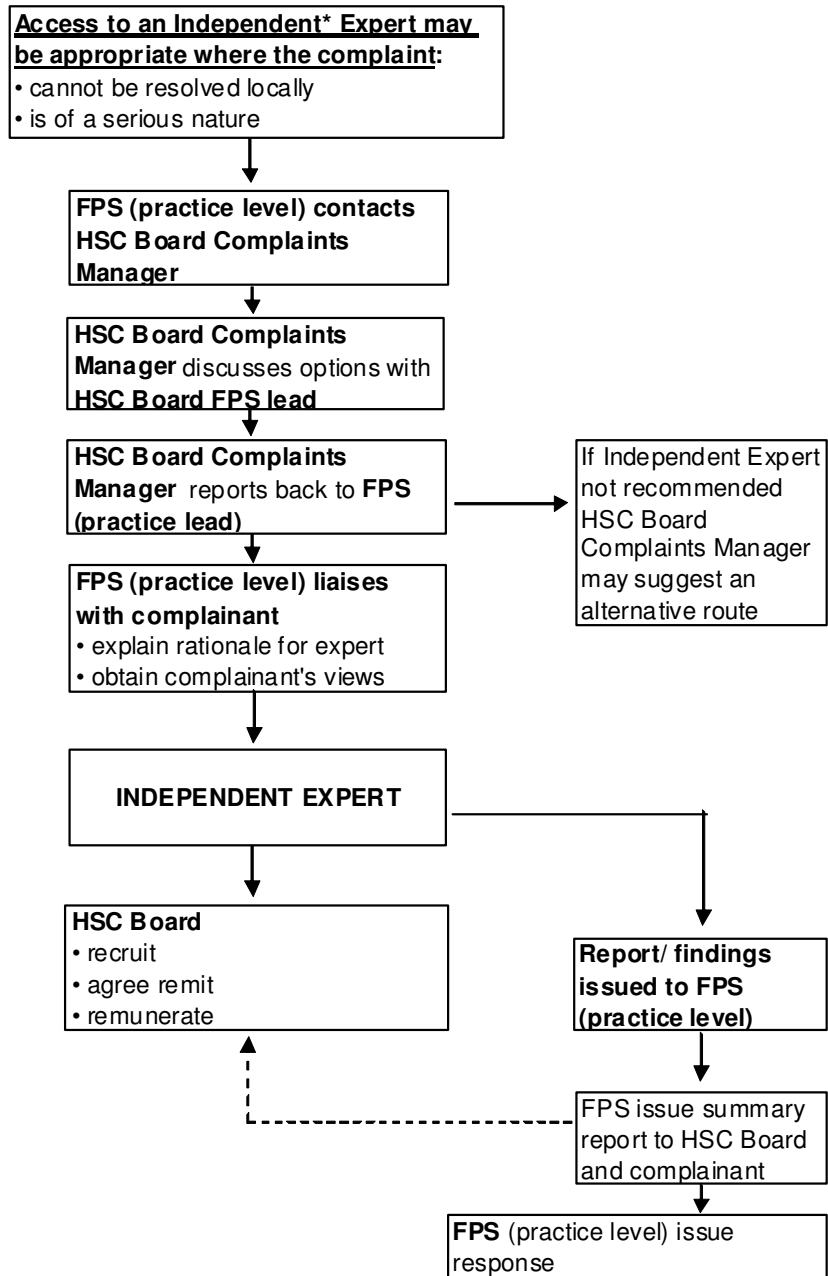 Access to an Independent* Expert may
be appropriate where the complaint:
• cannot be resolved locally
• is of a serious nature
FPS (practice level) contacts
HSC Board Complaints
Manager
HSC Board Complaints
Manager discusses options with
HSC Board FPS lead
HSC Board Complaints
Manager reports back to FPS
(practice lead)
If Independent Expert
not recommended
HSC Board
Complaints Manager
may suggest an
alternative route
FPS (practice level) liaises
with complainant
• explain rationale for expert
• obtain complainant's views
INDEPENDENT EXPERT
HSC Board
• recruit
• agree remit
• remunerate
Report/ findings
issued to FPS
(practice level)
FPS issue summary
report to HSC Board
and complainant
FPS (practice level) issue
response